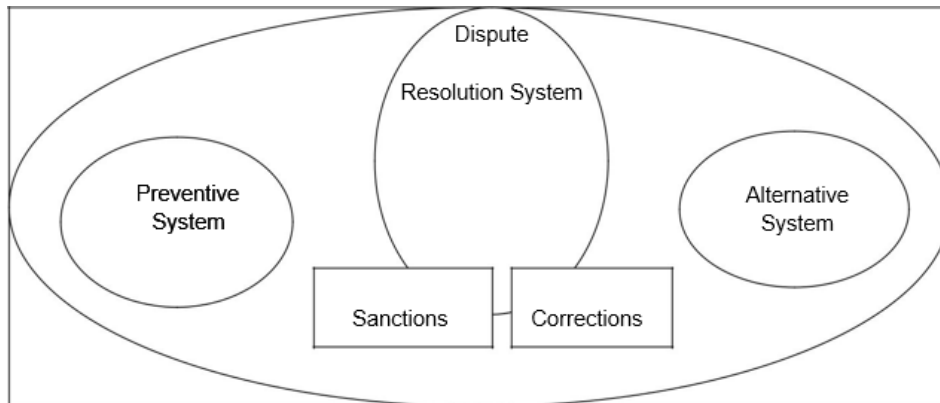 Dispute
Resolution System
Preventive
System
Alternative
System
Sanctions
Corrections